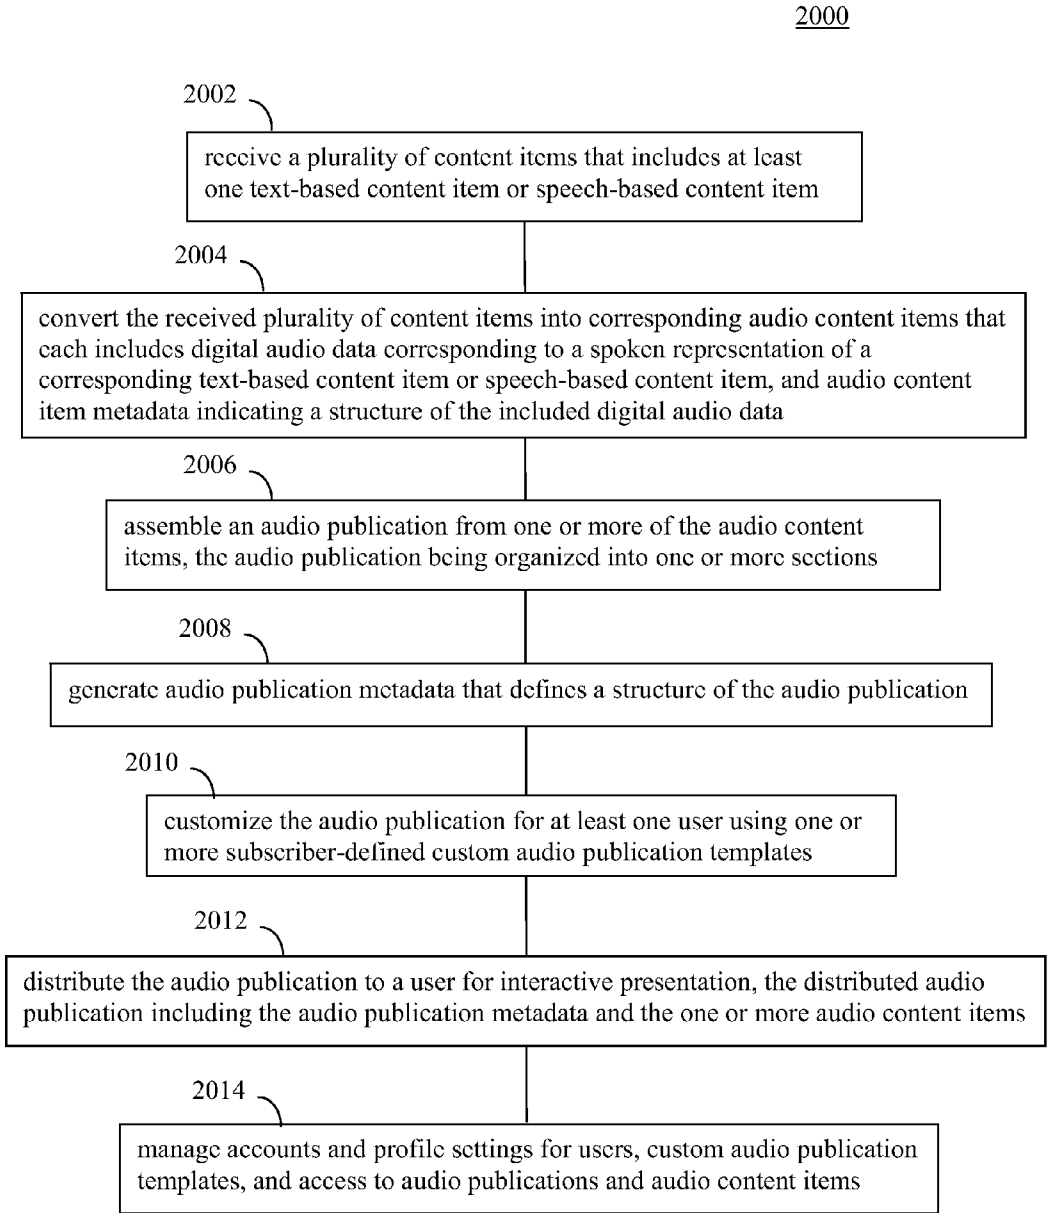 2000
2002
receive a plurality of content items that includes at least
one text-based content item or speech-based content item
2004
convert the received plurality of content items into corresponding audio content items that
each includes digital audio data corresponding to a spoken representation of a
corresponding text-based content item or speech-based content item, and audio content
item metadata indicating a structure of the included digital audio data
2006
assemble an audio publication from one or more of the audio content
items, the audio publication being organized into one or more sections
2008
generate audio publication metadata that defines a structure of the audio publication
2010
customize the audio publication for at least one user using one or
more subscriber-defined custom audio publication templates
2012
distribute the audio publication to a user for interactive presentation, the distributed audio
publication including the audio publication metadata and the one or more audio content items
2014
manage accounts and profile settings for users, custom audio publication
templates, and access to audio publications and audio content items